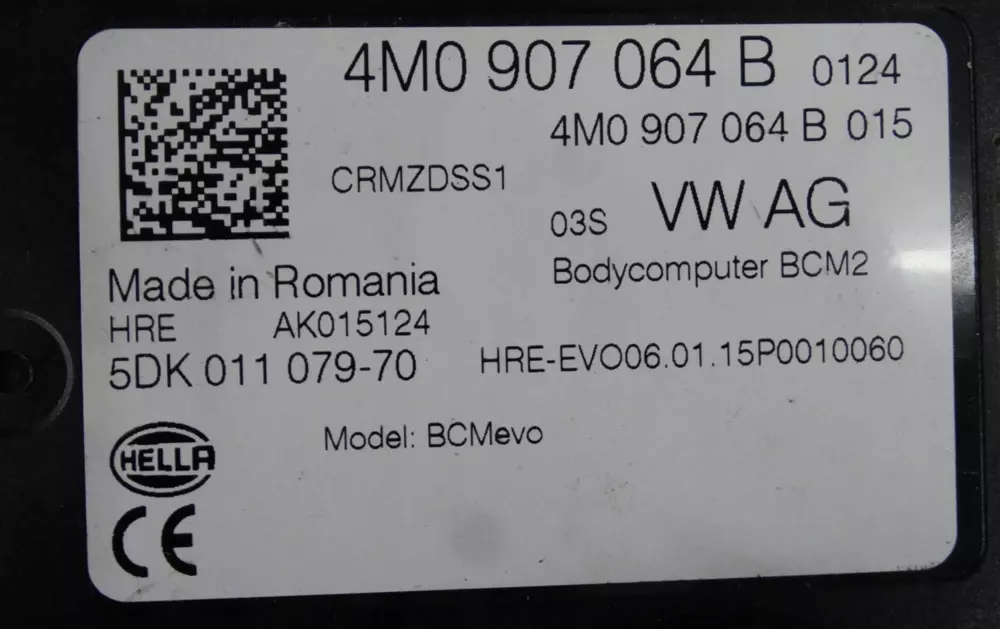 4M0 907 064 B 0124
4M0 907 064 B 015
CRMZDSS1
03S VW AG
Made in Romania
Bodycomputer BCM2
HRE AK015124
5DK 011 079-70
HRE-EVO06.01.15P0010060
Model: BCMevo
HELLA
CE